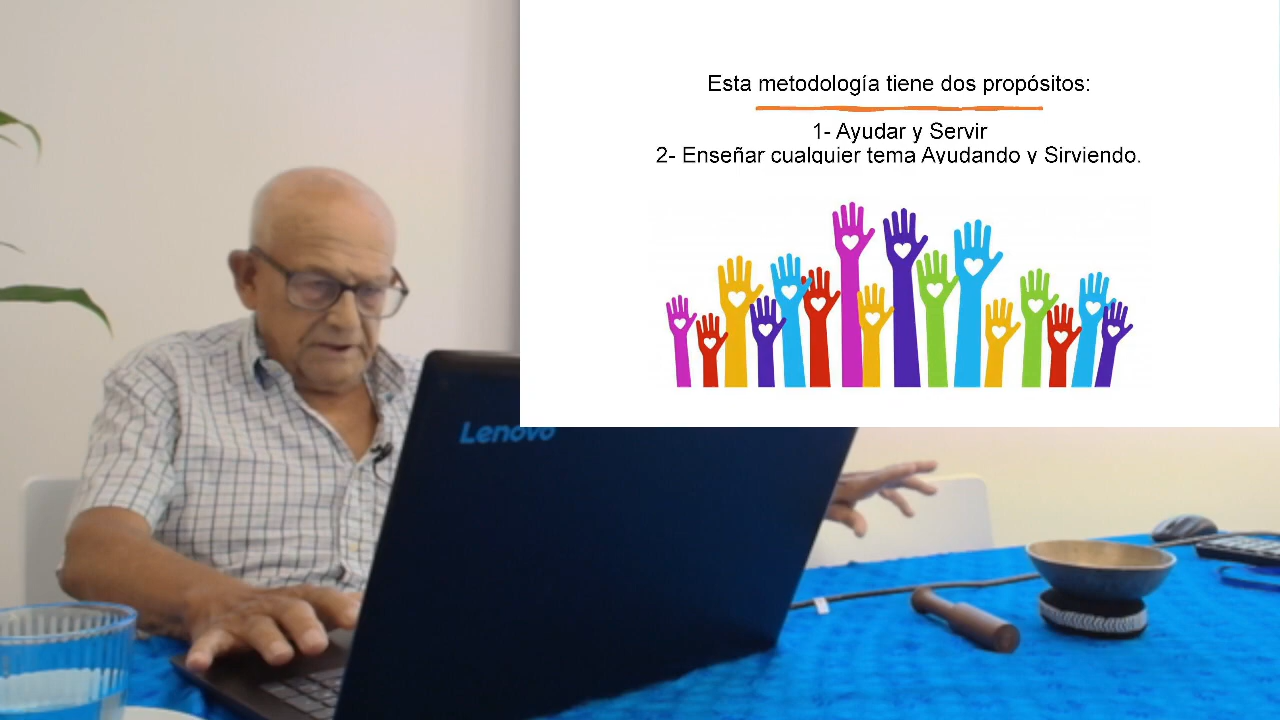 Esta metodología tiene dos propósitos:
1- Ayudar y Servir
2- Enseñar cualquier tema Ayudando y Sirviendo.
Lenovo